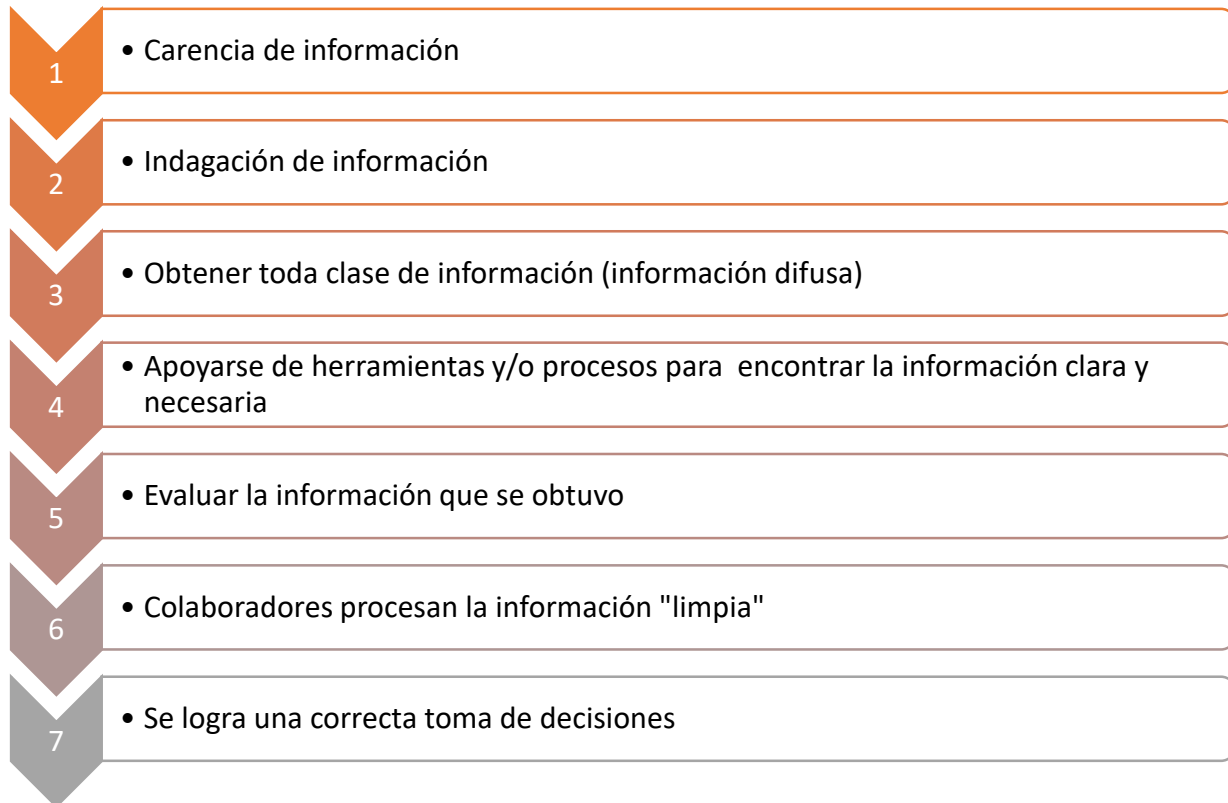 1
• Carencia de información
2
• Indagación de información
3
• Obtener toda clase de información (información difusa)
4
• Apoyarse de herramientas y/o procesos para  encontrar la información clara y
necesaria
5
• Evaluar la información que se obtuvo
6
• Colaboradores procesan la información "limpia"
7
• Se logra una correcta toma de decisiones